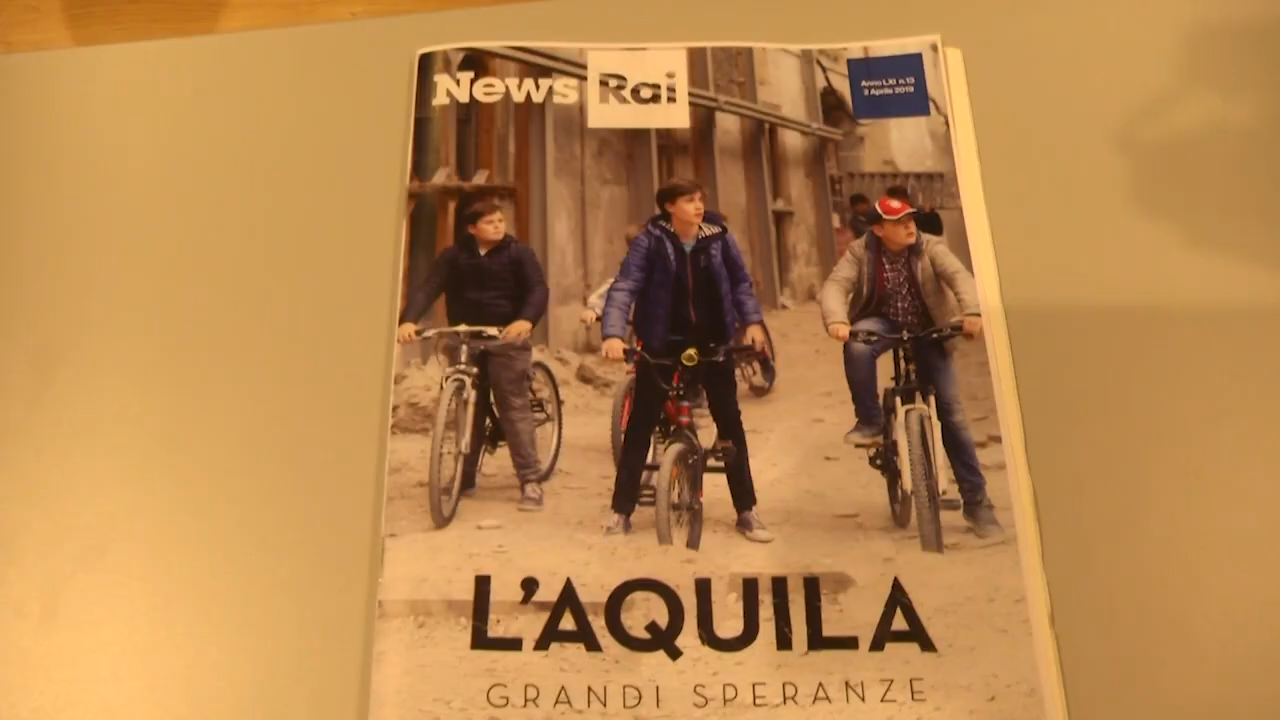 News Rai
Anno LXI n.13
2 Aprile 2019
L'AQUILA
GRANDI SPERANZE